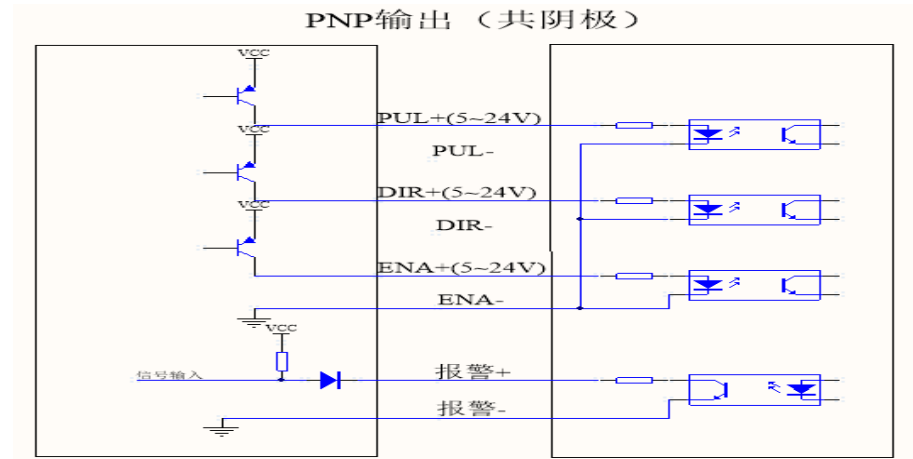 PNP输出（共阴极）
VCC
PUL+(5~24V)
VCC
PUL-
DIR+(5~24V)
VCC
DIR-
ENA+(5~24V)
ENA-
VCC
信号输入
报警+
报警-